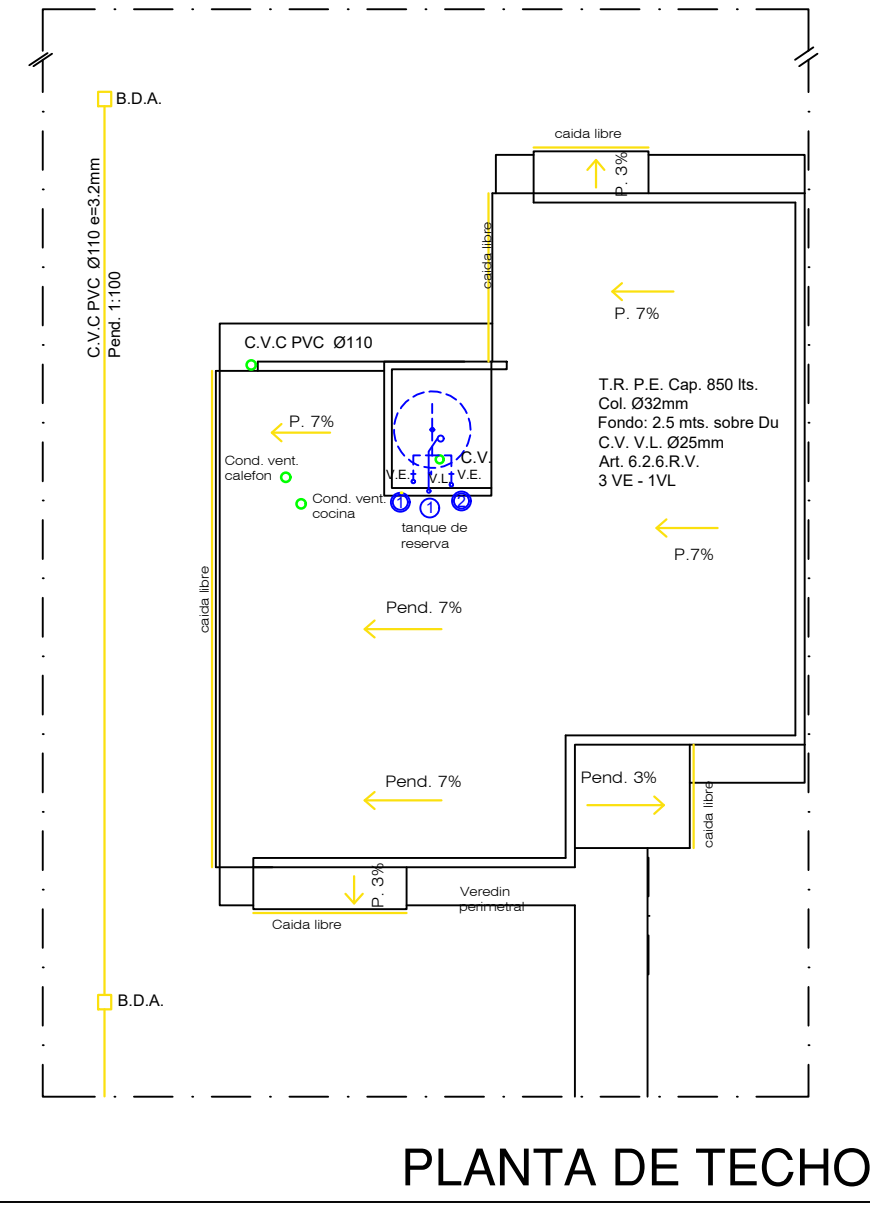 B.D.A.
C.V.C PVC Ø110 e=3.2mm
Pend. 1:100
caida libre
P. 3%
caida libre
P. 7%
C.V.C PVC Ø110
T.R. P.E. Cap. 850 lts.
Col. Ø32mm
Fondo: 2.5 mts. sobre Du
C.V. V.L. Ø25mm
Art. 6.2.6.R.V.
3 VE - 1VL
P. 7%
Cond. vent.
calefon
Cond. vent.
cocina
C.V.
V.E.
V.L.
V.E.
1
1
2
tanque de
reserva
P.7%
caida libre
Pend. 7%
Pend. 7%
Pend. 3%
caida libre
P. 3%
Caida libre
Veredin
perimetral
B.D.A.
PLANTA DE TECHO